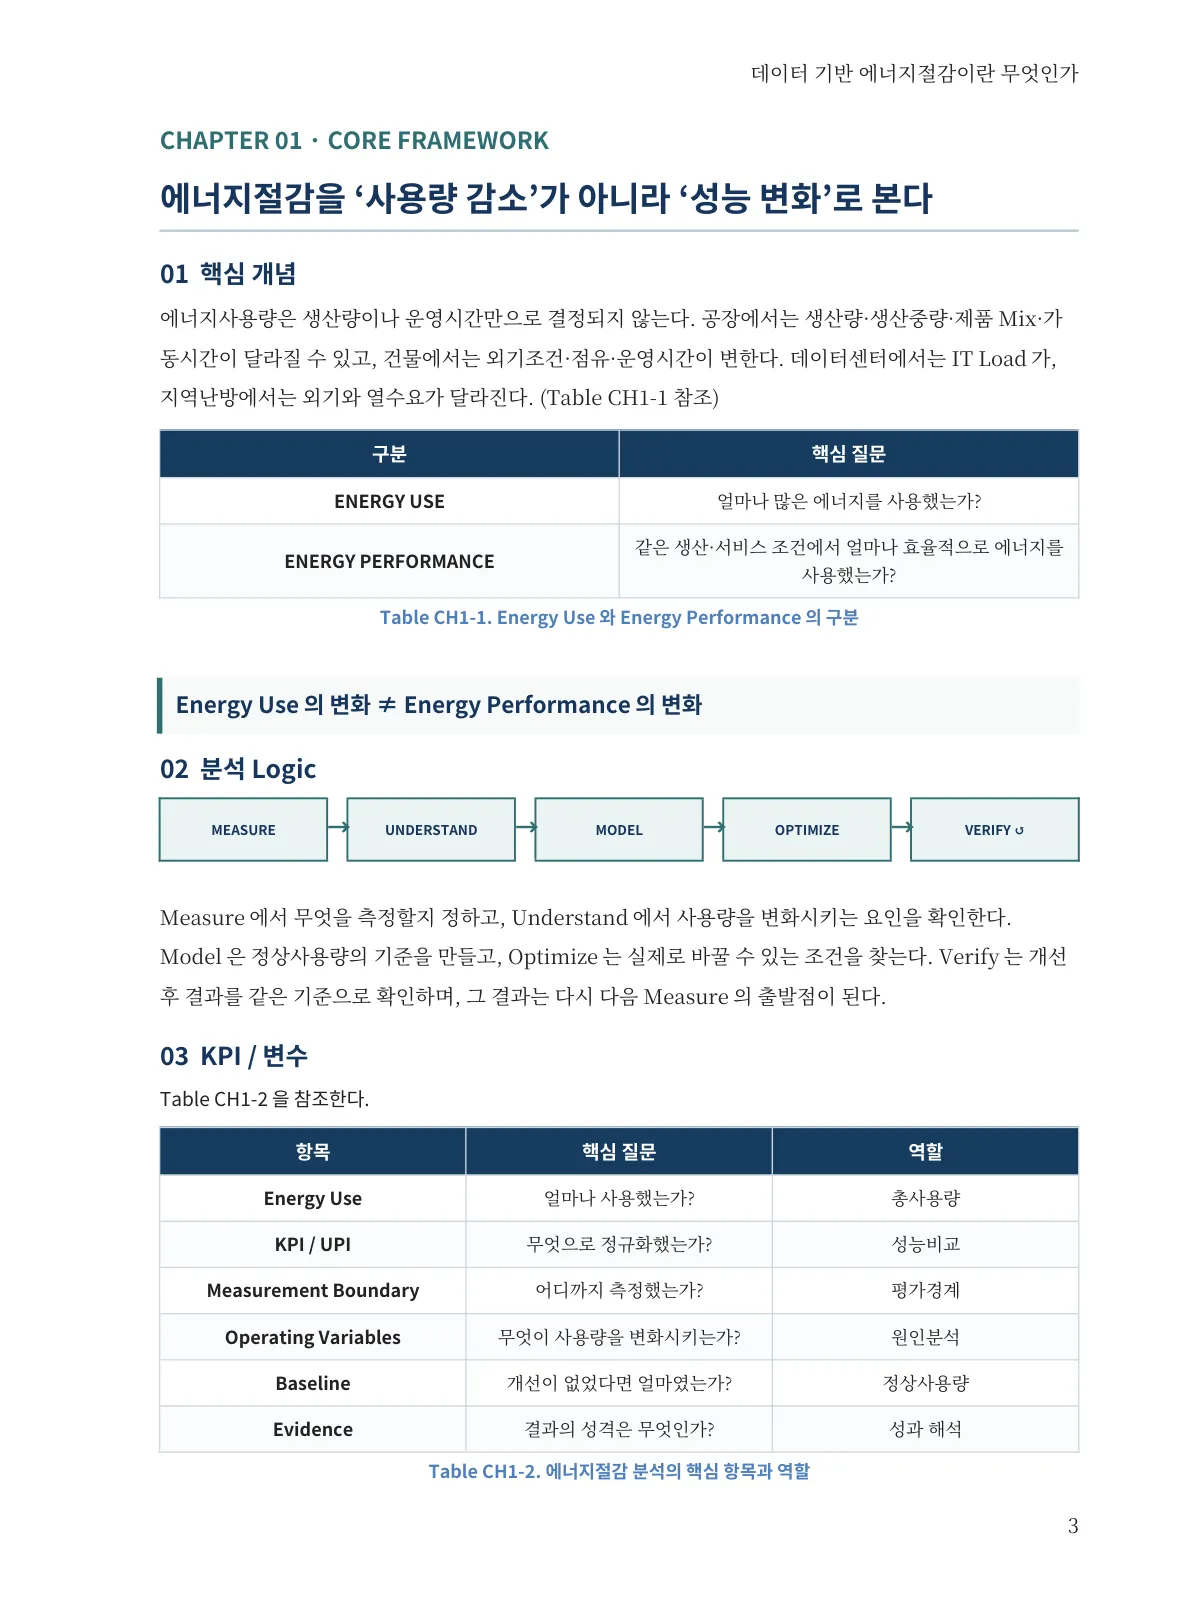 데이터 기반 에너지절감이란 무엇인가
CHAPTER 01 · CORE FRAMEWORK
에너지절감을 ‘사용량 감소’가 아니라 ‘성능 변화’로 본다
01 핵심 개념
에너지사용량은 생산량이나 운영시간만으로 결정되지 않는다. 공장에서는 생산량·생산중량·제품 Mix·가
동시간이 달라질 수 있고, 건물에서는 외기조건·점유·운영시간이 변한다. 데이터센터에서는 IT Load 가,
지역난방에서는 외기와 열수요가 달라진다. (Table CH1-1 참조)
구분 핵심 질문
ENERGY USE 얼마나 많은 에너지를 사용했는가?
ENERGY PERFORMANCE 같은 생산·서비스 조건에서 얼마나 효율적으로 에너지를
사용했는가?
Table CH1-1. Energy Use 와 Energy Performance 의 구분
Energy Use 의 변화 ≠ Energy Performance 의 변화
02 분석 Logic
MEASURE → UNDERSTAND → MODEL → OPTIMIZE → VERIFY ↺
Measure 에서 무엇을 측정할지 정하고, Understand 에서 사용량을 변화시키는 요인을 확인한다.
Model 은 정상사용량의 기준을 만들고, Optimize 는 실제로 바꿀 수 있는 조건을 찾는다. Verify 는 개선
후 결과를 같은 기준으로 확인하며, 그 결과는 다시 다음 Measure 의 출발점이 된다.
03 KPI / 변수
Table CH1-2 을 참조한다.
항목 핵심 질문 역할
Energy Use 얼마나 사용했는가? 총사용량
KPI / UPI 무엇으로 정규화했는가? 성능비교
Measurement Boundary 어디까지 측정했는가? 평가경계
Operating Variables 무엇이 사용량을 변화시키는가? 원인분석
Baseline 개선이 없었다면 얼마였는가? 정상사용량
Evidence 결과의 성격은 무엇인가? 성과 해석
Table CH1-2. 에너지절감 분석의 핵심 항목과 역할
3